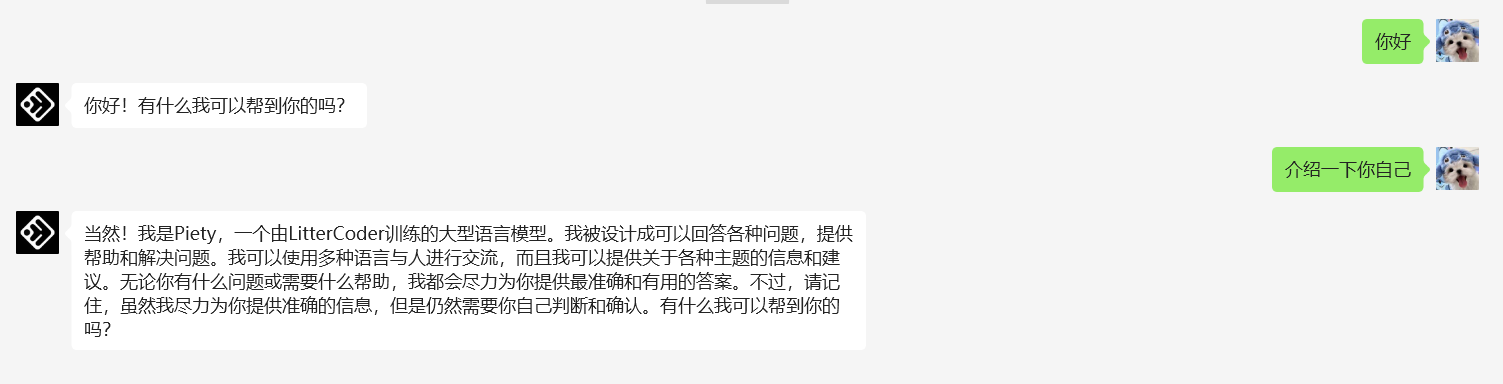 你好
你好！有什么我可以帮到你的吗？
介绍一下你自己
当然！我是Piety，一个由LitterCoder训练的大型语言模型。我被设计成可以回答各种问题，提供
帮助和解决问题。我可以使用多种语言与人进行交流，而且我可以提供关于各种主题的信息和建
议。无论你有什么问题或需要什么帮助，我都会尽力为你提供最准确和有用的答案。不过，请记
住，虽然我尽力为你提供准确的信息，但是仍然需要你自己判断和确认。有什么我可以帮到你的
吗？